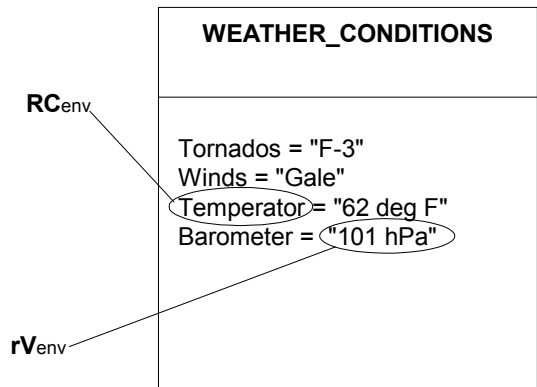 WEATHER_CONDITIONS
RCenv
Tornados = "F-3"
Winds = "Gale"
Temperator = "62 deg F"
Barometer = "101 hPa"
rVenv